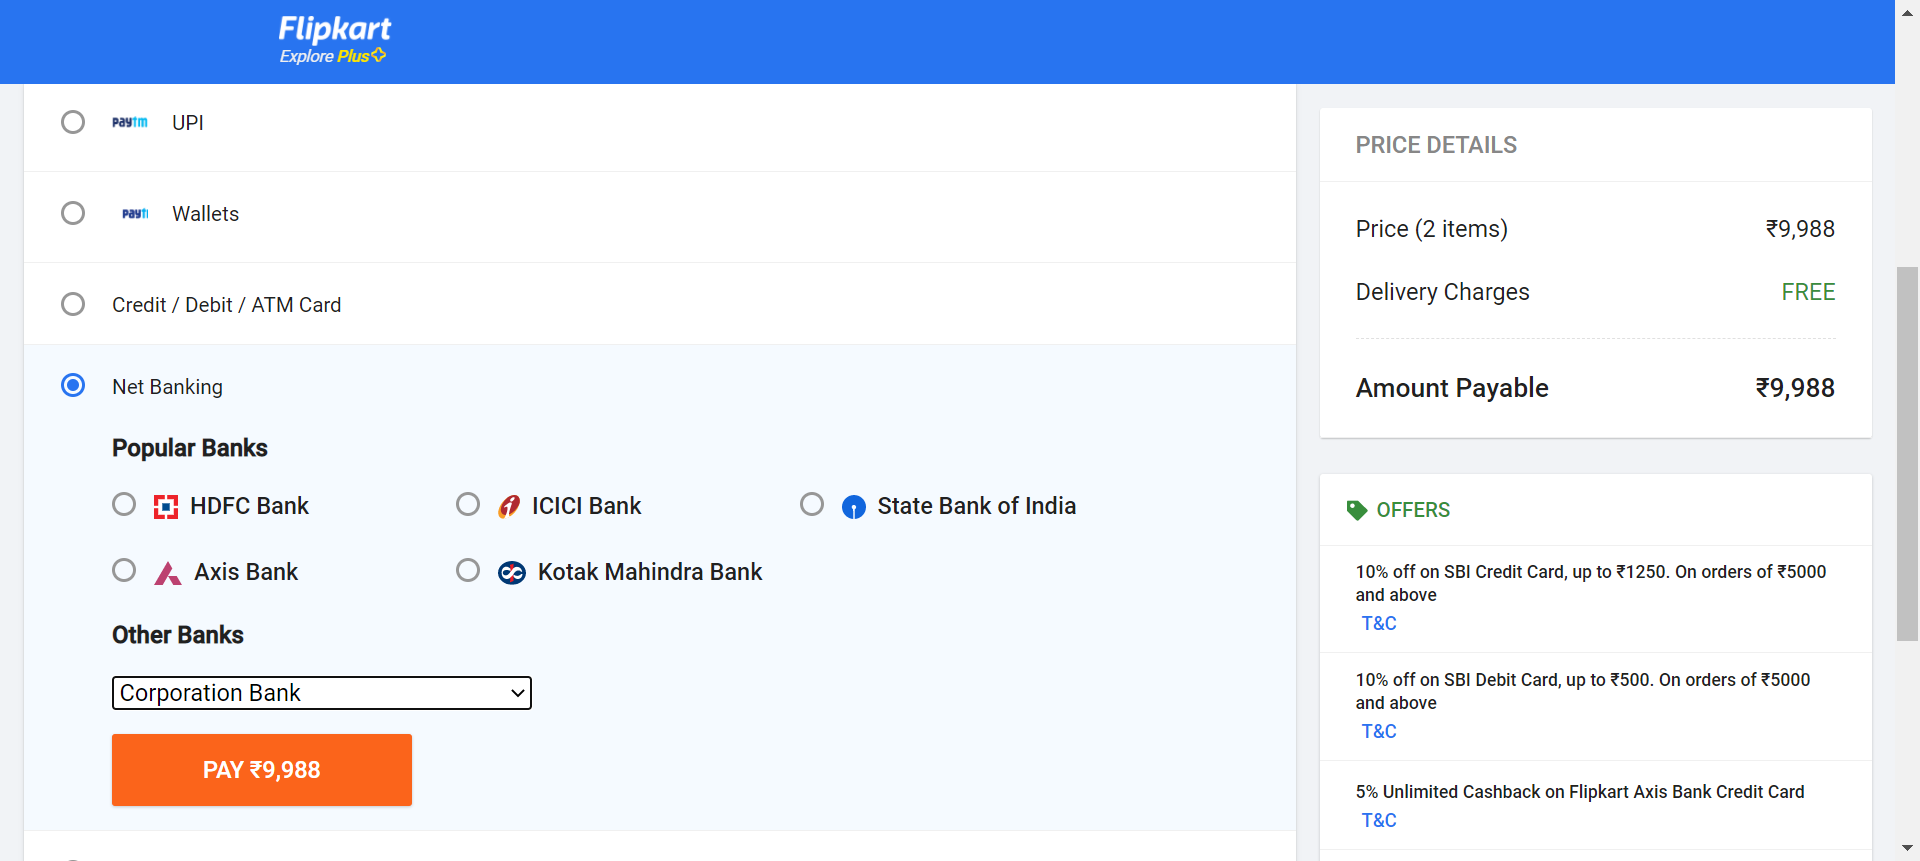 Flipkart
Explore Plus
paytm UPI
payt Wallets
Credit / Debit / ATM Card
Net Banking
Popular Banks
HDFC Bank
ICICI Bank
State Bank of India
Axis Bank
Kotak Mahindra Bank
Other Banks
Corporation Bank
PAY ₹9,988
PRICE DETAILS
Price (2 items) ₹9,988
Delivery Charges FREE
Amount Payable ₹9,988
OFFERS
10% off on SBI Credit Card, up to ₹1250. On orders of ₹5000
and above
T&C
10% off on SBI Debit Card, up to ₹500. On orders of ₹5000
and above
T&C
5% Unlimited Cashback on Flipkart Axis Bank Credit Card
T&C